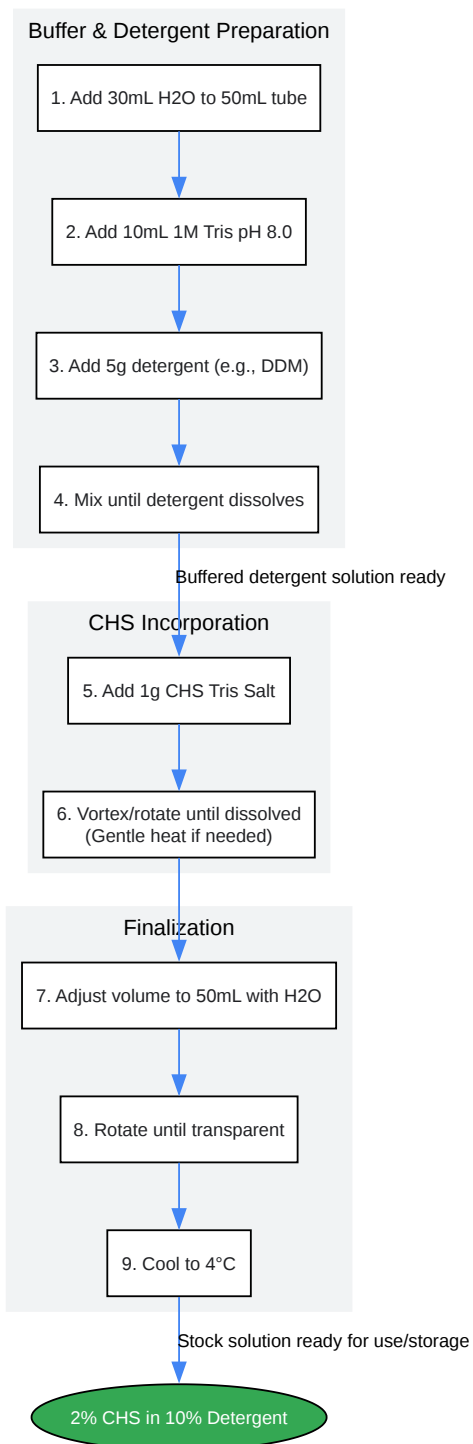 Buffer & Detergent Preparation
1. Add 30mL H2O to 50mL tube
2. Add 10mL 1M Tris pH 8.0
3. Add 5g detergent (e.g., DDM)
4. Mix until detergent dissolves
Buffered detergent solution ready
CHS Incorporation
5. Add 1g CHS Tris Salt
6. Vortex/rotate until dissolved
(Gentle heat if needed)
Finalization
7. Adjust volume to 50mL with H2O
8. Rotate until transparent
9. Cool to 4°C
Stock solution ready for use/storage
2% CHS in 10% Detergent